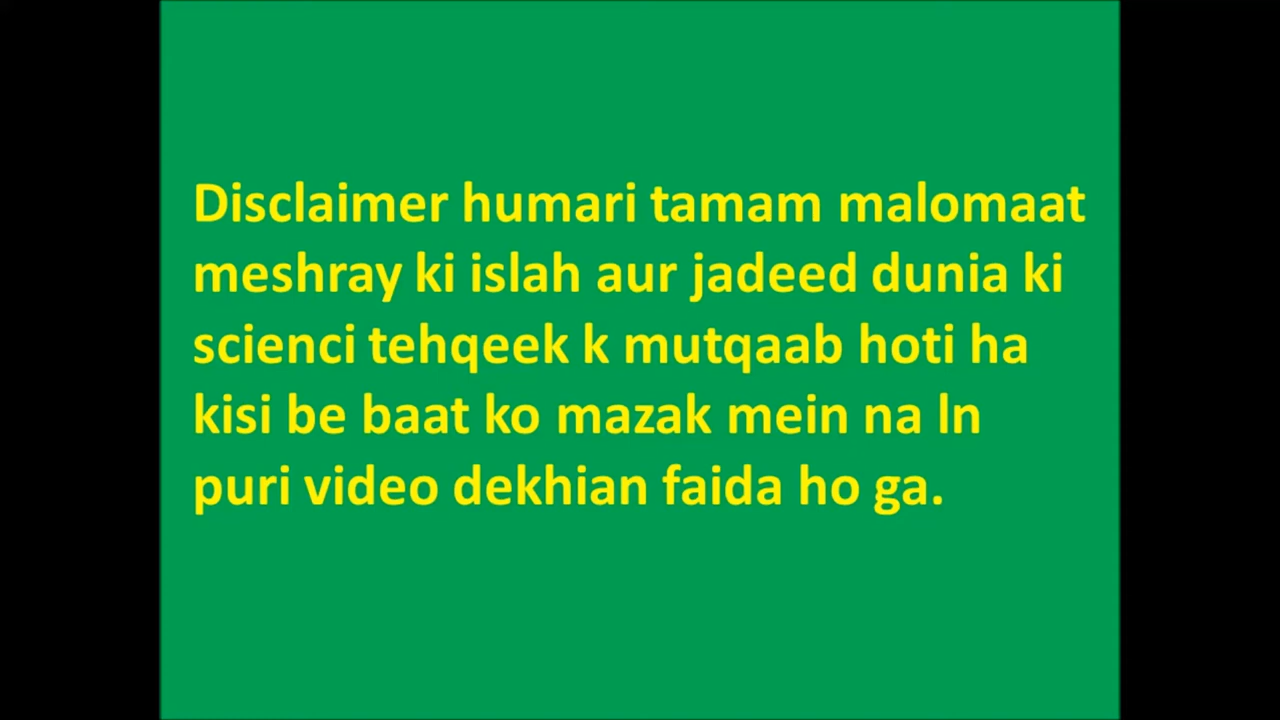 Disclaimer humari tamam malomaat
meshray ki islah aur jadeed dunia ki
scienci tehqeek k mutqaab hoti ha
kisi be baat ko mazak mein na ln
puri video dekhian faida ho ga.